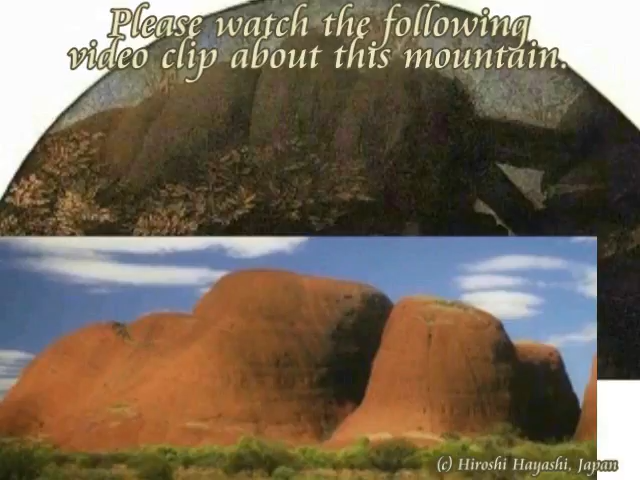 Please watch the following
video clip about this mountain.
(c) Hiroshi Hayashi, Japan